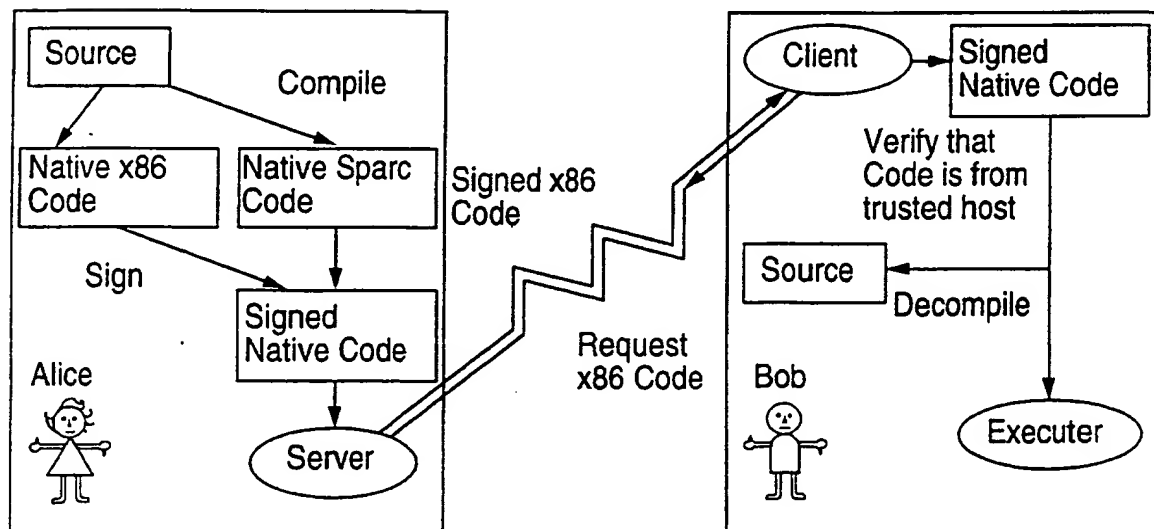 Source
Compile
Native x86
Code
Native Sparc
Code
Sign
Signed
Native Code
Alice
Server
Signed x86
Code
Request
x86 Code
Client
Signed
Native Code
Verify that
Code is from
trusted host
Source
Decompile
Bob
Executer